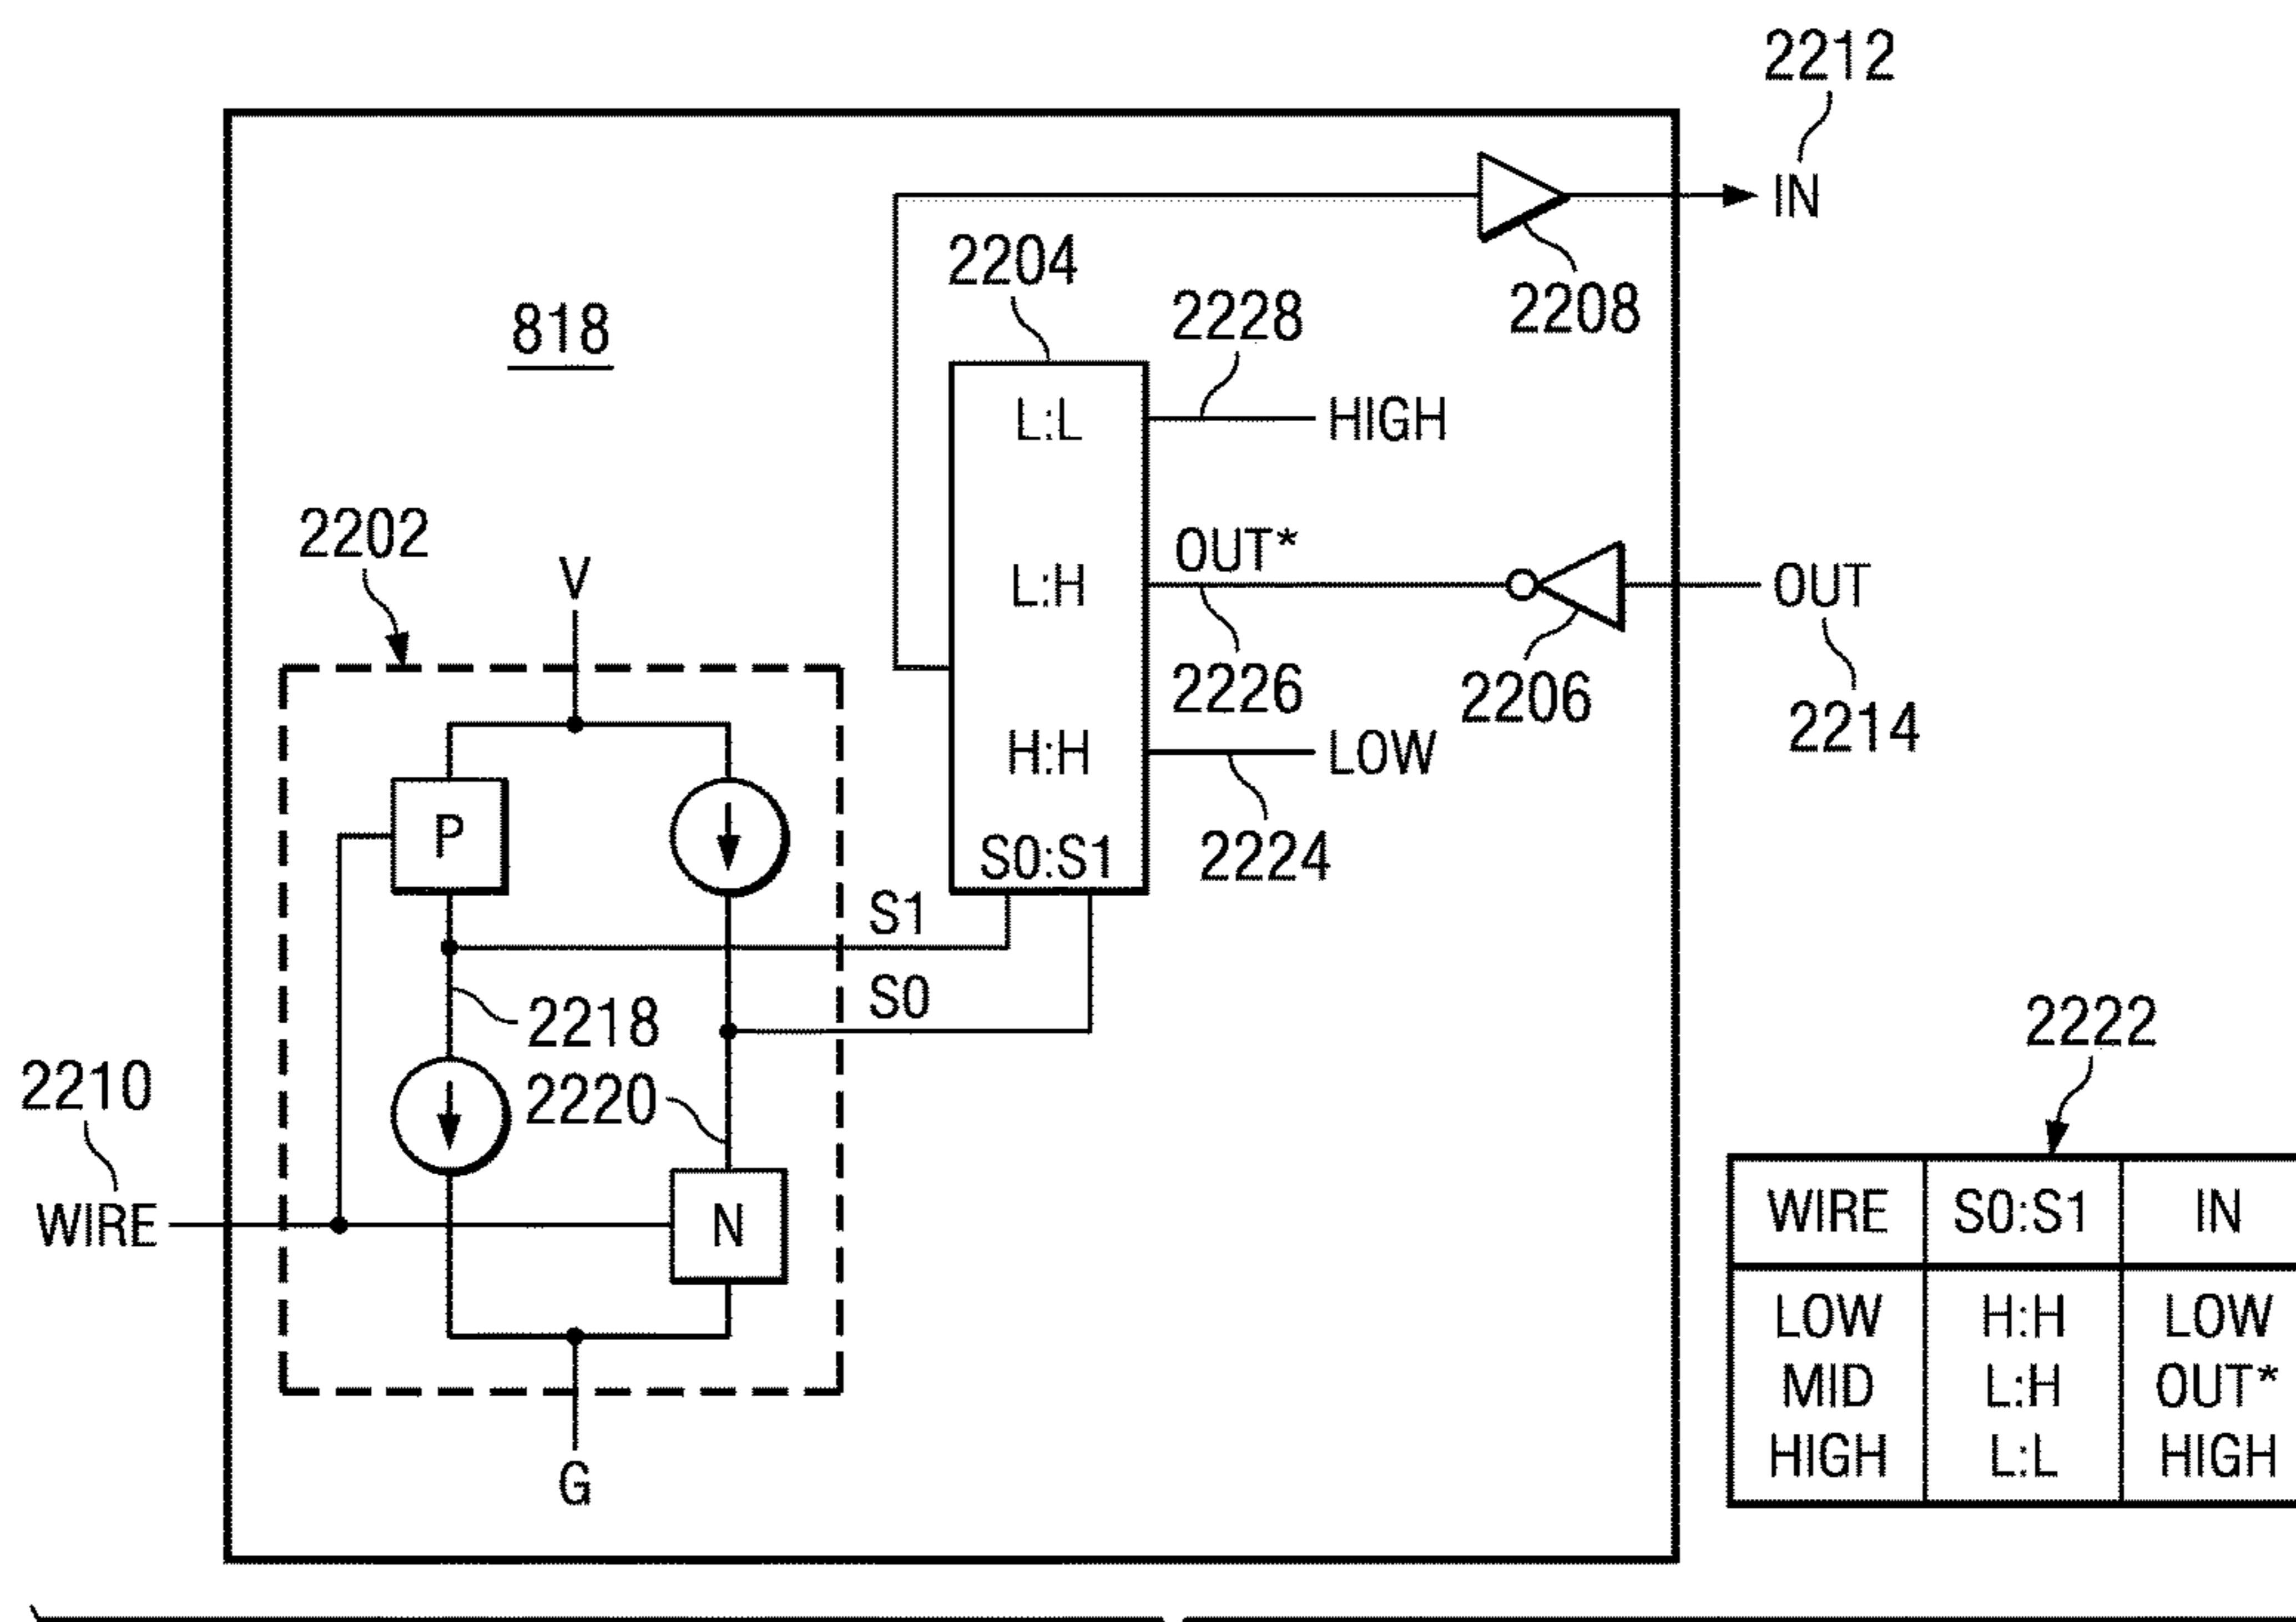 2212
IN
2204
2208
818
2228
L:L
HIGH
2202
OUT*
V
L:H
OUT
2226
2206
2214
H:H
LOW
P
S0:S1
2224
S1
S0
2218
2222
2210
2220
WIRE
N
WIRE S0:S1 IN
LOW H:H LOW
MID L:H OUT*
HIGH L:L HIGH
G